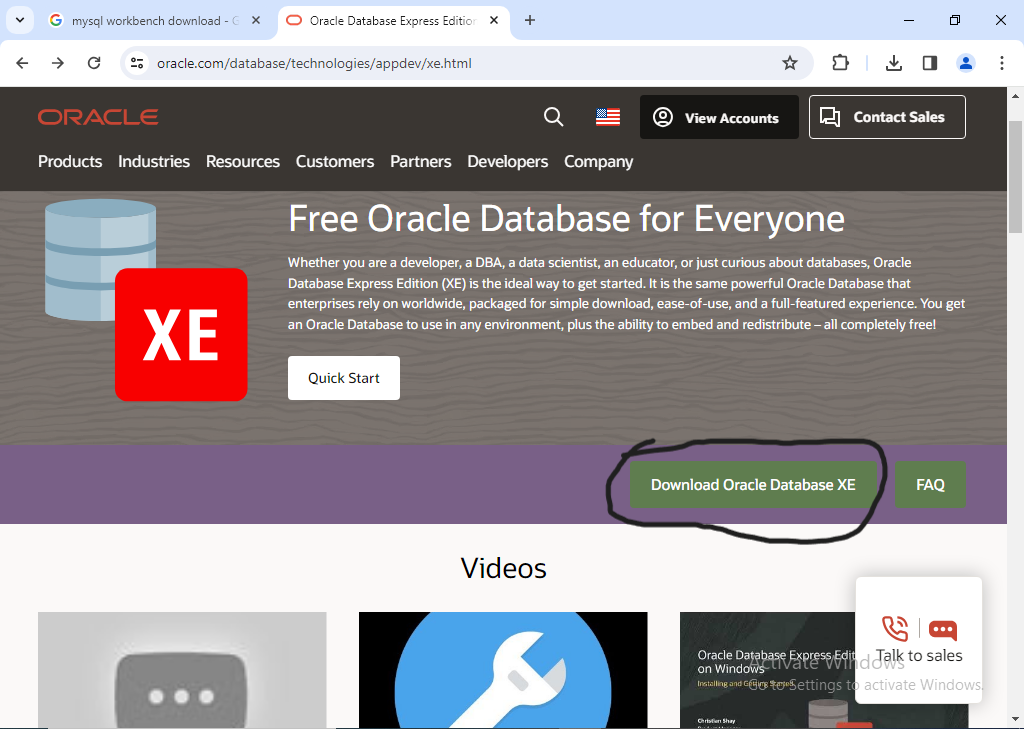 mysql workbench download - G
Oracle Database Express Edition
oracle.com/database/technologies/appdev/xe.html
ORACLE
View Accounts
Contact Sales
Products Industries Resources Customers Partners Developers Company
XE
Free Oracle Database for Everyone
Whether you are a developer, a DBA, a data scientist, an educator, or just curious about databases, Oracle
Database Express Edition (XE) is the ideal way to get started. It is the same powerful Oracle Database that
enterprises rely on worldwide, packaged for simple download, ease-of-use, and a full-featured experience. You get
an Oracle Database to use in any environment, plus the ability to embed and redistribute – all completely free!
Quick Start
Download Oracle Database XE
FAQ
Videos
Oracle Database Express Edit
on Windows
Installing and Getting Started
Christian Shay
Talk to sales
Activate Windows
Go to Settings to activate Windows.